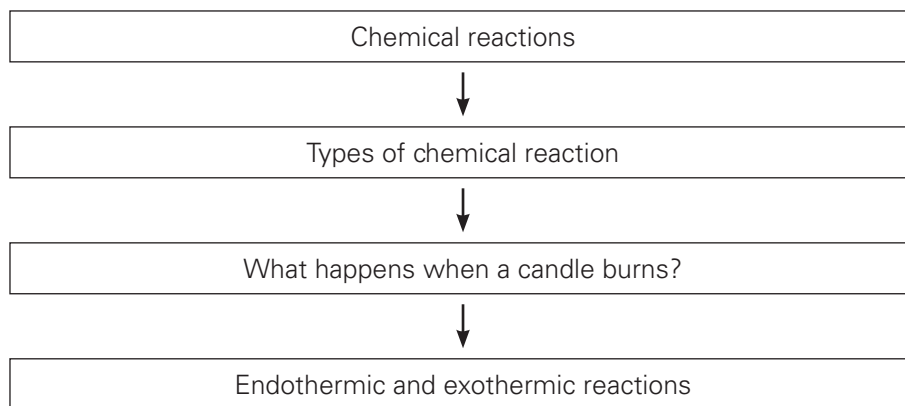 Chemical reactions
Types of chemical reaction
What happens when a candle burns?
Endothermic and exothermic reactions